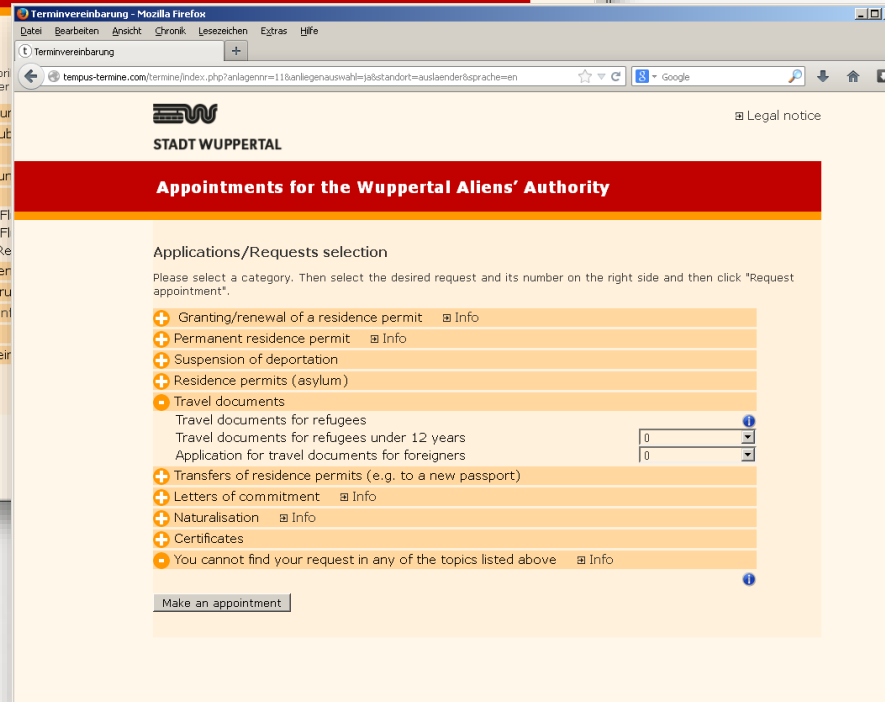 Terminvereinbarung - Mozilla Firefox
Datei Bearbeiten Ansicht Chronik Lesezeichen Extras Hilfe
Terminvereinbarung
tempus-termine.com/termine/index.php?anlagennr=11&anliegenauswahl=ja&standort=auslaender&sprache=en
Google
STADT WUPPERTAL
Legal notice
Appointments for the Wuppertal Aliens' Authority
Applications/Requests selection
Please select a category. Then select the desired request and its number on the right side and then click "Request
appointment".
Granting/renewal of a residence permit Info
Permanent residence permit Info
Suspension of deportation
Residence permits (asylum)
Travel documents
Travel documents for refugees
Travel documents for refugees under 12 years 0
Application for travel documents for foreigners 0
Transfers of residence permits (e.g. to a new passport)
Letters of commitment Info
Naturalisation Info
Certificates
You cannot find your request in any of the topics listed above Info
Make an appointment